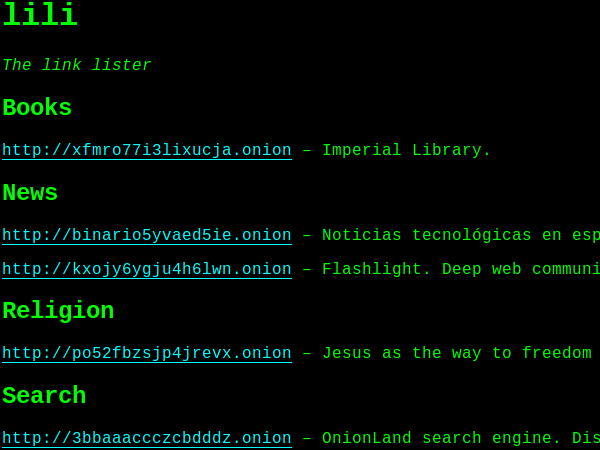 lili
The link lister
Books
http://xfmro77i3lixucja.onion – Imperial Library.
News
http://binario5yvaed5ie.onion – Noticias tecnológicas en esp
http://kxojy6ygju4h6lwn.onion – Flashlight. Deep web communi
Religion
http://po52fbzsjp4jrevx.onion – Jesus as the way to freedom
Search
http://3bbaaaccczcbdddz.onion – OnionLand search engine. Dis